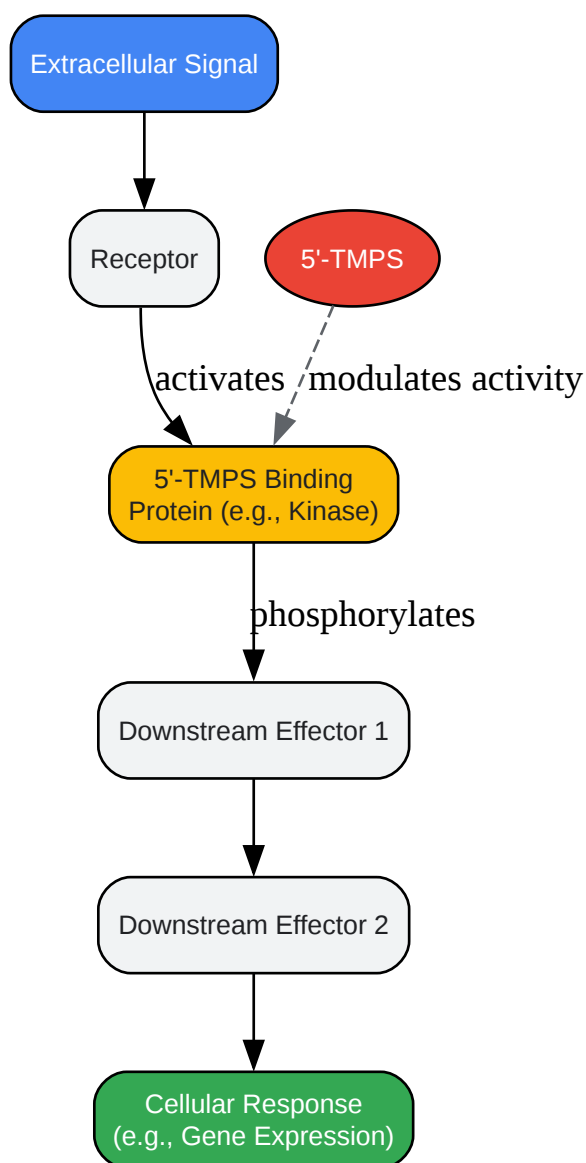 Extracellular Signal
Receptor
5'-TMPS
activates
modulates activity
5'-TMPS Binding
Protein (e.g., Kinase)
phosphorylates
Downstream Effector 1
Downstream Effector 2
Cellular Response
(e.g., Gene Expression)